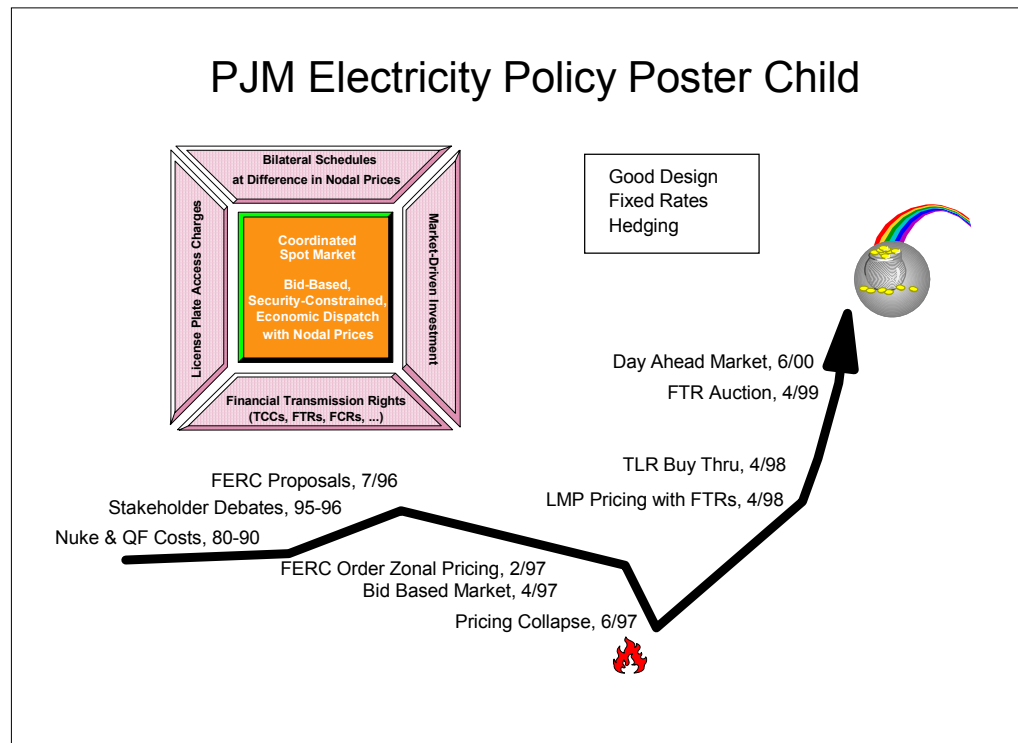 PJM Electricity Policy Poster Child
Bilateral Schedules
at Difference in Nodal Prices
License Plate Access Charges
Coordinated
Spot Market
Bid-Based,
Security-Constrained,
Economic Dispatch
with Nodal Prices
Market-Driven Investment
Financial Transmission Rights
(TCCs, FTRs, FCRs, ...)
Good Design
Fixed Rates
Hedging
Day Ahead Market, 6/00
FTR Auction, 4/99
TLR Buy Thru, 4/98
LMP Pricing with FTRs, 4/98
FERC Proposals, 7/96
Stakeholder Debates, 95-96
Nuke & QF Costs, 80-90
FERC Order Zonal Pricing, 2/97
Bid Based Market, 4/97
Pricing Collapse, 6/97